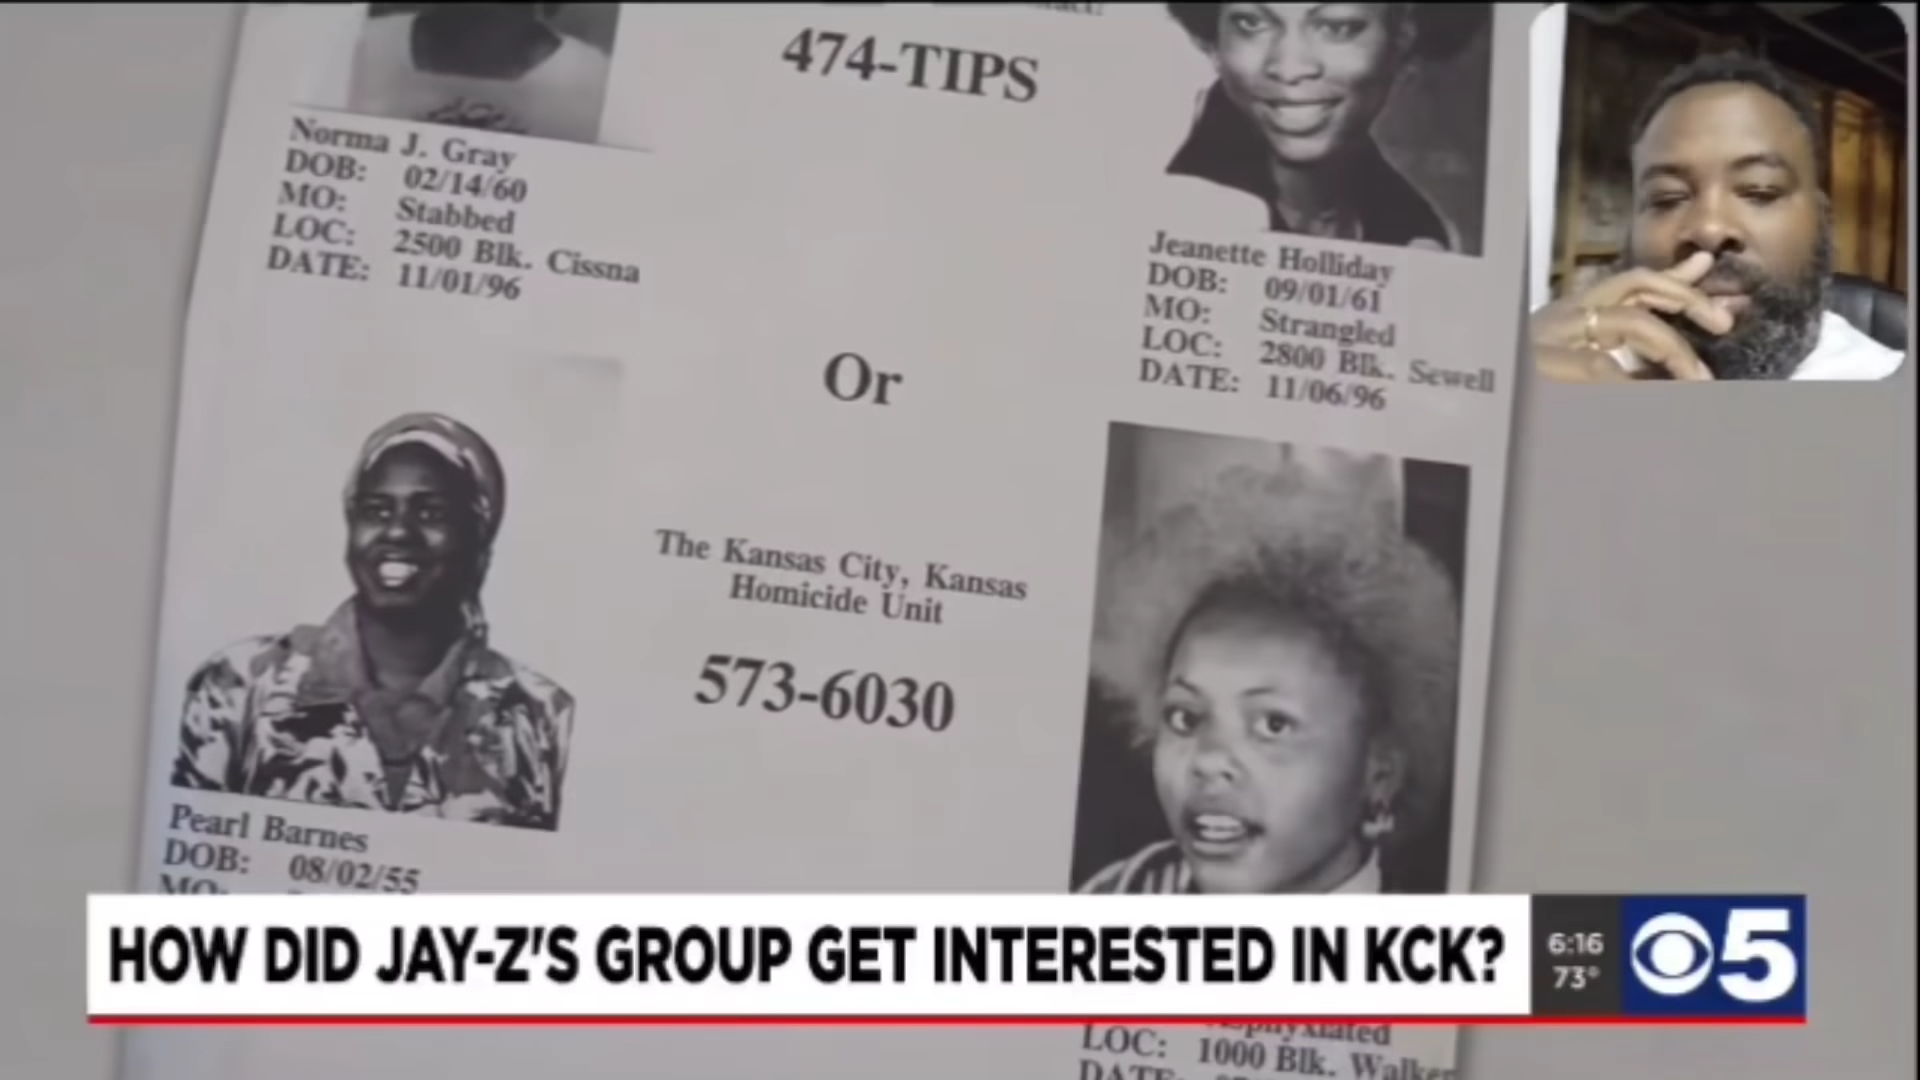 474-TIPS
Norma J. Gray
DOB: 02/14/60
MO: Stabbed
LOC: 2500 Blk. Cissna
DATE: 11/01/96
Jeanette Holliday
DOB: 09/01/61
MO: Strangled
LOC: 2800 Blk. Sewell
DATE: 11/06/96
Or
The Kansas City, Kansas
Homicide Unit
573-6030
Pearl Barnes
DOB: 08/02/55
MO:
HOW DID JAY-Z'S GROUP GET INTERESTED IN KCK?
6:16
73°
5
LOC: 1000 Blk. Walker
DATE: